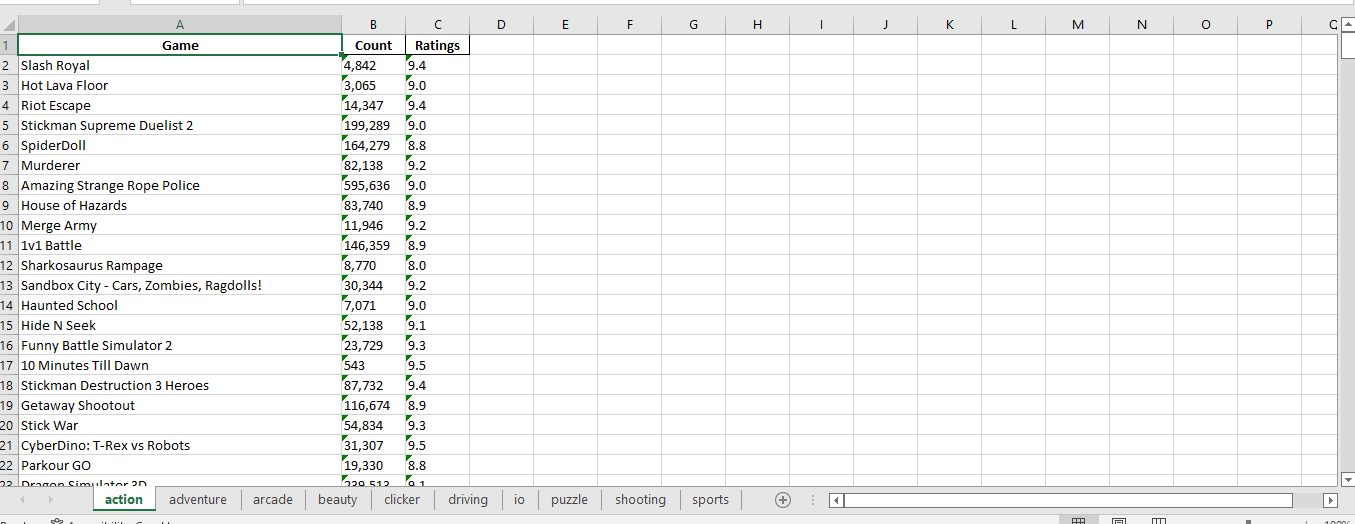 A B C D E F G H I J K L M N O P Q
1 Game Count Ratings
2 Slash Royal 4,842 9.4
3 Hot Lava Floor 3,065 9.0
4 Riot Escape 14,347 9.4
5 Stickman Supreme Duelist 2 199,289 9.0
6 SpiderDoll 164,279 8.8
7 Murderer 82,138 9.2
8 Amazing Strange Rope Police 595,636 9.0
9 House of Hazards 83,740 8.9
10 Merge Army 11,946 9.2
11 1v1 Battle 146,359 8.9
12 Sharkosaurus Rampage 8,770 8.0
13 Sandbox City - Cars, Zombies, Ragdolls! 30,344 9.2
14 Haunted School 7,071 9.0
15 Hide N Seek 52,138 9.1
16 Funny Battle Simulator 2 23,729 9.3
17 10 Minutes Till Dawn 543 9.5
18 Stickman Destruction 3 Heroes 87,732 9.4
19 Getaway Shootout 116,674 8.9
20 Stick War 54,834 9.3
21 CyberDino: T-Rex vs Robots 31,307 9.5
22 Parkour GO 19,330 8.8
23 Dragon Simulator 3D 239,513 9.1
action adventure arcade beauty clicker driving io puzzle shooting sports